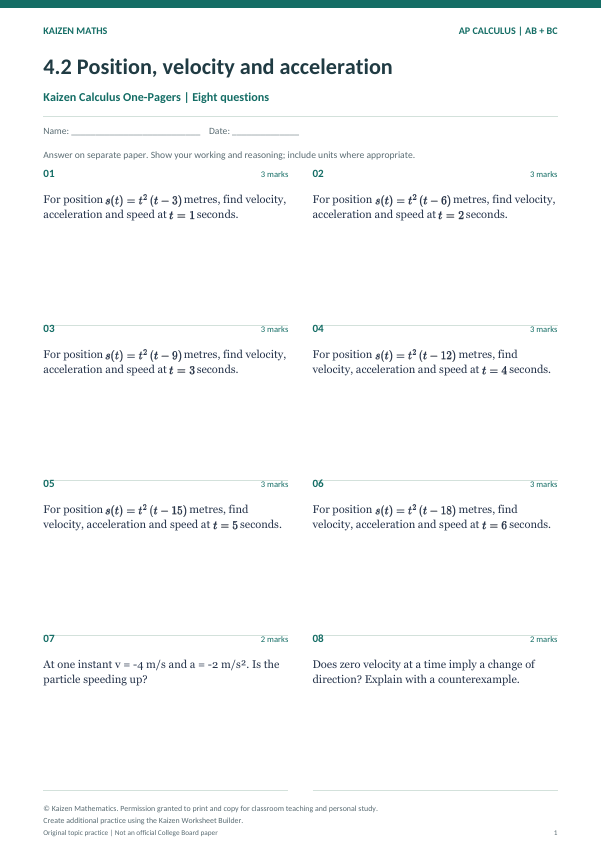 KAIZEN MATHS
AP CALCULUS | AB + BC
4.2 Position, velocity and acceleration
Kaizen Calculus One-Pagers | Eight questions
Name: ____________________________ Date: ______________
Answer on separate paper. Show your working and reasoning; include units where appropriate.
01 3 marks
For position s(t) = t² (t − 3) metres, find velocity,
acceleration and speed at t = 1 seconds.
02 3 marks
For position s(t) = t² (t − 6) metres, find velocity,
acceleration and speed at t = 2 seconds.
03 3 marks
For position s(t) = t² (t − 9) metres, find velocity,
acceleration and speed at t = 3 seconds.
04 3 marks
For position s(t) = t² (t − 12) metres, find
velocity, acceleration and speed at t = 4 seconds.
05 3 marks
For position s(t) = t² (t − 15) metres, find
velocity, acceleration and speed at t = 5 seconds.
06 3 marks
For position s(t) = t² (t − 18) metres, find
velocity, acceleration and speed at t = 6 seconds.
07 2 marks
At one instant v = -4 m/s and a = -2 m/s². Is the
particle speeding up?
08 2 marks
Does zero velocity at a time imply a change of
direction? Explain with a counterexample.
© Kaizen Mathematics. Permission granted to print and copy for classroom teaching and personal study.
Create additional practice using the Kaizen Worksheet Builder.
Original topic practice | Not an official College Board paper
1